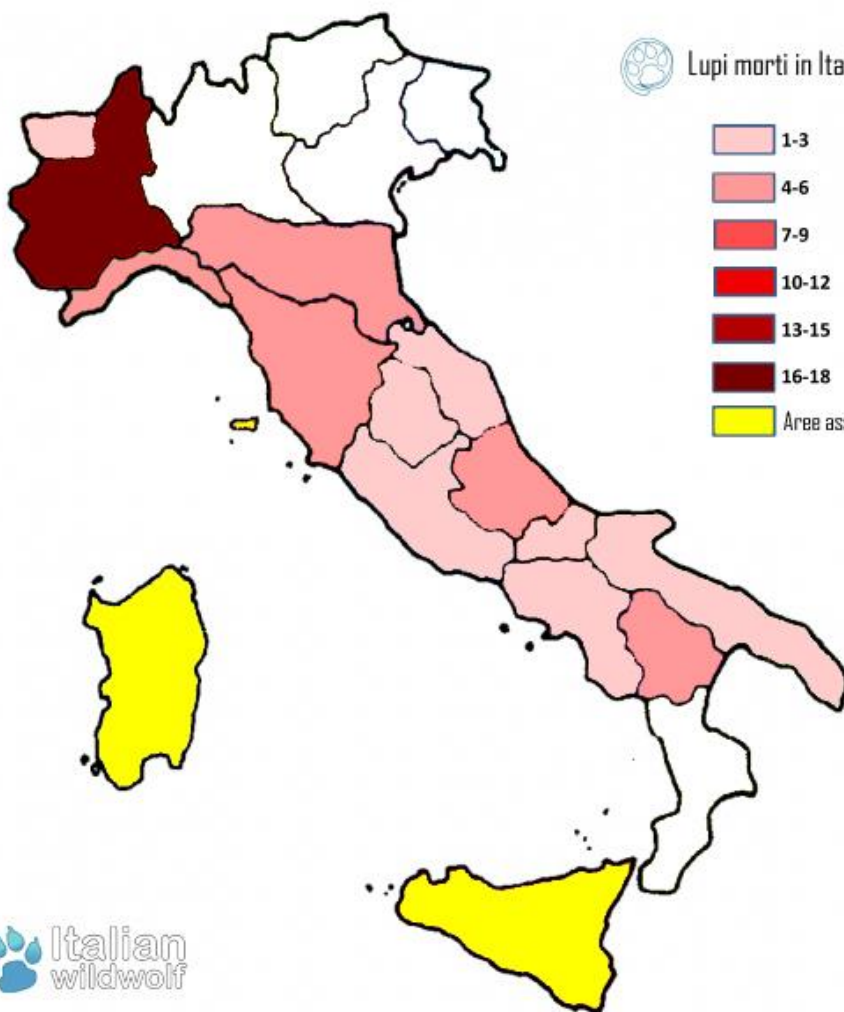 Lupi morti in Ita
1-3
4-6
7-9
10-12
13-15
16-18
Aree as
Italian
wildwolf